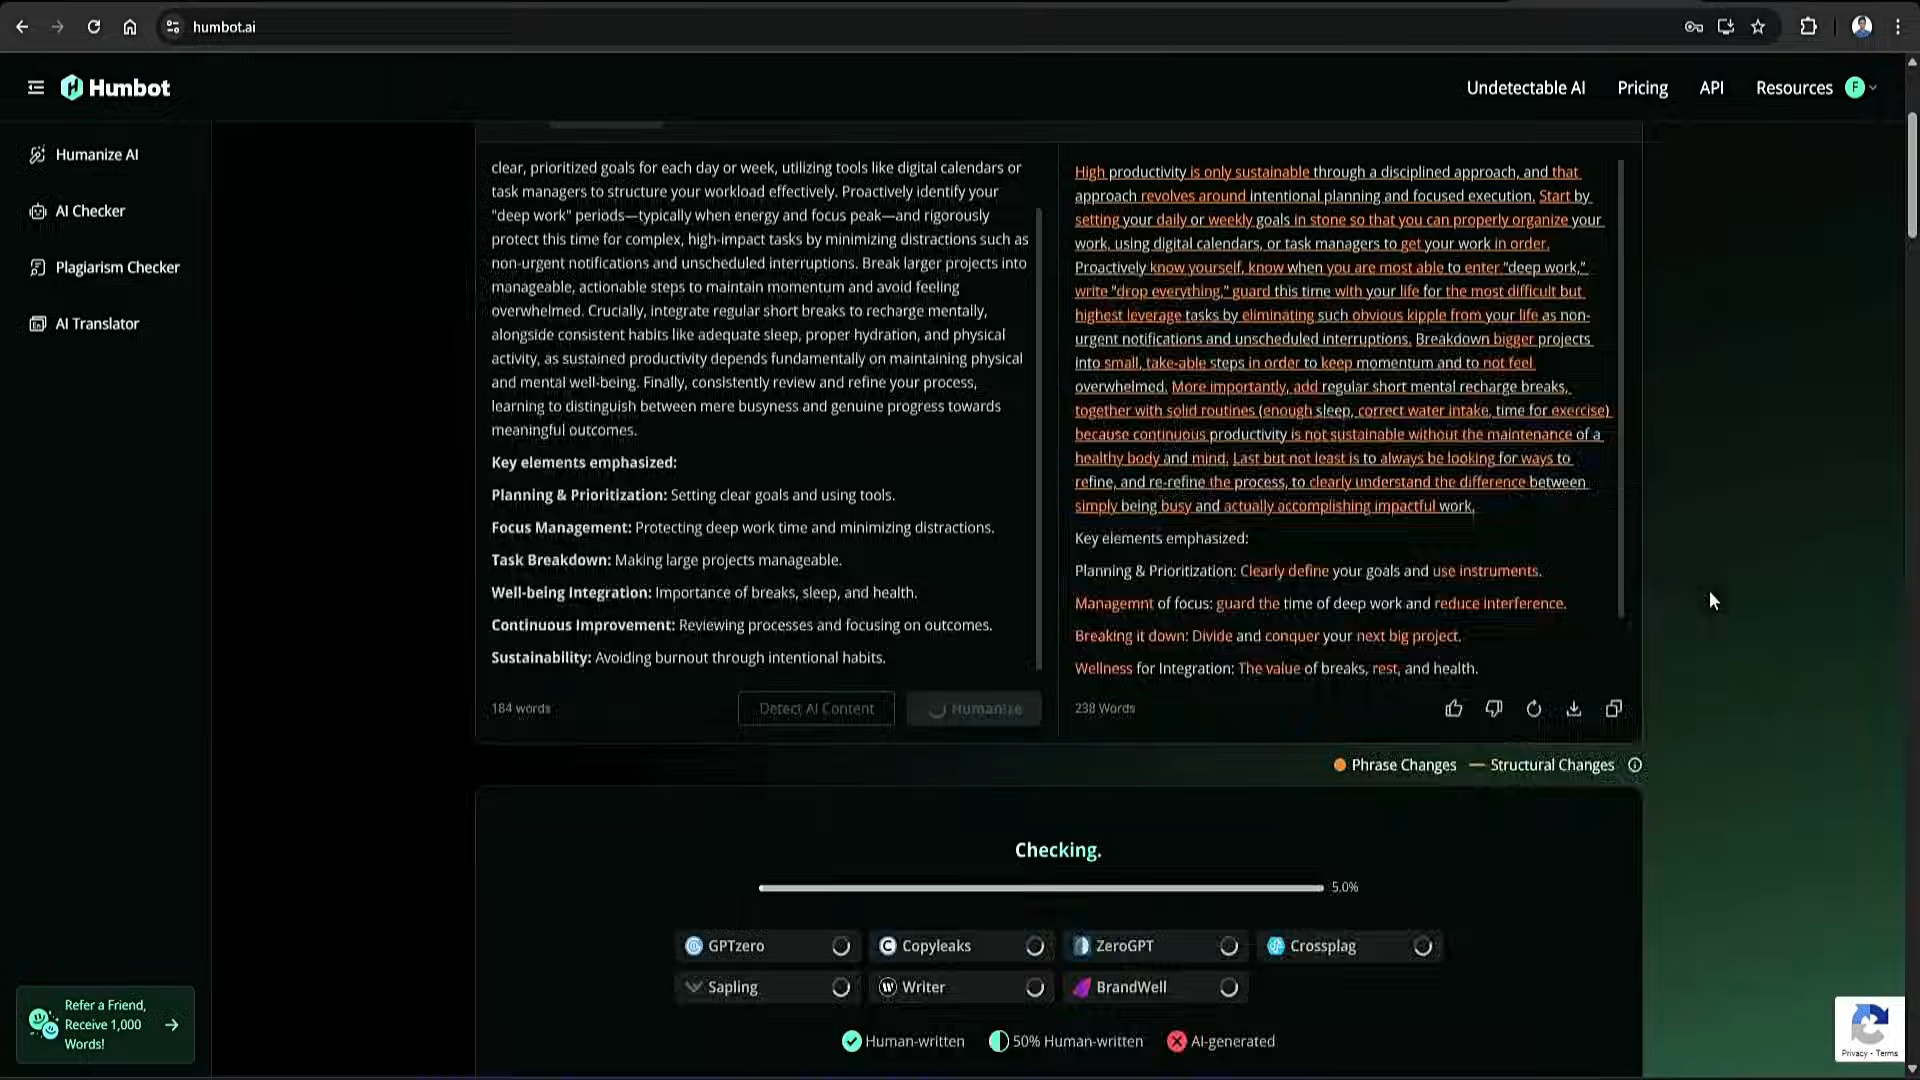 humbot.ai
Humbot
Undetectable AI
Pricing
API
Resources
F
Humanize AI
AI Checker
Plagiarism Checker
AI Translator
clear, prioritized goals for each day or week, utilizing tools like digital calendars or
task managers to structure your workload effectively. Proactively identify your
"deep work" periods—typically when energy and focus peak—and rigorously
protect this time for complex, high-impact tasks by minimizing distractions such as
non-urgent notifications and unscheduled interruptions. Break larger projects into
manageable, actionable steps to maintain momentum and avoid feeling
overwhelmed. Crucially, integrate regular short breaks to recharge mentally,
alongside consistent habits like adequate sleep, proper hydration, and physical
activity, as sustained productivity depends fundamentally on maintaining physical
and mental well-being. Finally, consistently review and refine your process,
learning to distinguish between mere busyness and genuine progress towards
meaningful outcomes.
Key elements emphasized:
Planning & Prioritization: Setting clear goals and using tools.
Focus Management: Protecting deep work time and minimizing distractions.
Task Breakdown: Making large projects manageable.
Well-being Integration: Importance of breaks, sleep, and health.
Continuous Improvement: Reviewing processes and focusing on outcomes.
Sustainability: Avoiding burnout through intentional habits.
184 words
Detect AI Content
Humanize
High productivity is only sustainable through a disciplined approach, and that
approach revolves around intentional planning and focused execution. Start by
setting your daily or weekly goals in stone so that you can properly organize your
work, using digital calendars, or task managers to get your work in order.
Proactively know yourself, know when you are most able to enter "deep work,"
write "drop everything," guard this time with your life for the most difficult but
highest leverage tasks by eliminating such obvious kipple from your life as non-
urgent notifications and unscheduled interruptions. Breakdown bigger projects
into small, take-able steps in order to keep momentum and to not feel
overwhelmed. More importantly, add regular short mental recharge breaks,
together with solid routines (enough sleep, correct water intake, time for exercise)
because continuous productivity is not sustainable without the maintenance of a
healthy body and mind. Last but not least is to always be looking for ways to
refine, and re-refine the process, to clearly understand the difference between
simply being busy and actually accomplishing impactful work.
Key elements emphasized:
Planning & Prioritization: Clearly define your goals and use instruments.
Managemnt of focus: guard the time of deep work and reduce interference.
Breaking it down: Divide and conquer your next big project.
Wellness for Integration: The value of breaks, rest, and health.
238 Words
Phrase Changes
Structural Changes
Checking.
5.0%
GPTzero
Copyleaks
ZeroGPT
Crossplag
Sapling
Writer
BrandWell
Human-written
50% Human-written
AI-generated
Refer a Friend,
Receive 1,000
Words!
Privacy - Terms